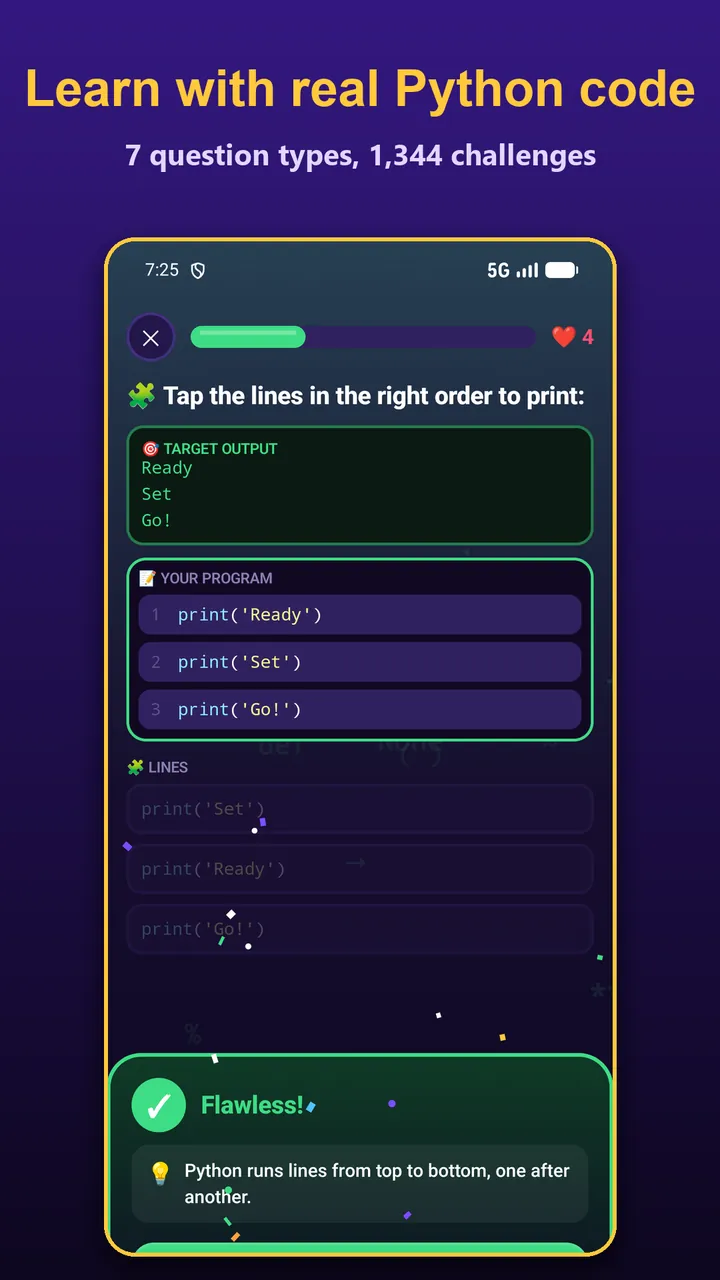 Learn with real Python code
7 question types, 1,344 challenges
7:25
5G
4
Tap the lines in the right order to print:
TARGET OUTPUT
Ready
Set
Go!
YOUR PROGRAM
1 print('Ready')
2 print('Set')
3 print('Go!')
def None
LINES
print('Set')
print('Ready')
print('Go!')
%
Flawless!
Python runs lines from top to bottom, one after
another.